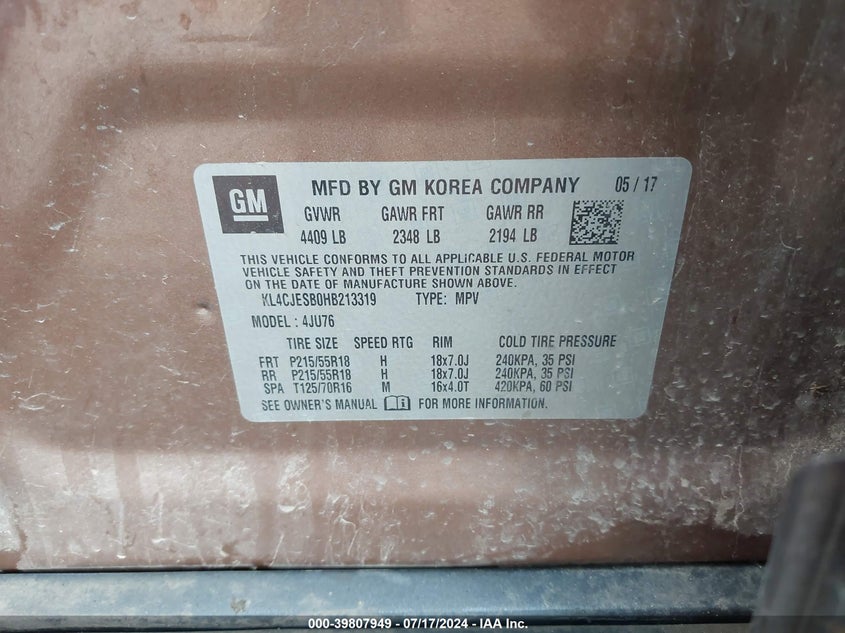 GM MFD BY GM KOREA COMPANY 05 / 17
GVWR GAWR FRT GAWR RR
4409 LB 2348 LB 2194 LB
THIS VEHICLE CONFORMS TO ALL APPLICABLE U.S. FEDERAL MOTOR
VEHICLE SAFETY AND THEFT PREVENTION STANDARDS IN EFFECT
ON THE DATE OF MANUFACTURE SHOWN ABOVE.
KL4CJESB0HB213319 TYPE: MPV
MODEL : 4JU76
TIRE SIZE SPEED RTG RIM COLD TIRE PRESSURE
FRT P215/55R18 H 18x7.0J 240KPA, 35 PSI
RR P215/55R18 H 18x7.0J 240KPA, 35 PSI
SPA T125/70R16 M 16x4.0T 420KPA, 60 PSI
SEE OWNER'S MANUAL FOR MORE INFORMATION.
000-39807949 - 07/17/2024 - IAA Inc.